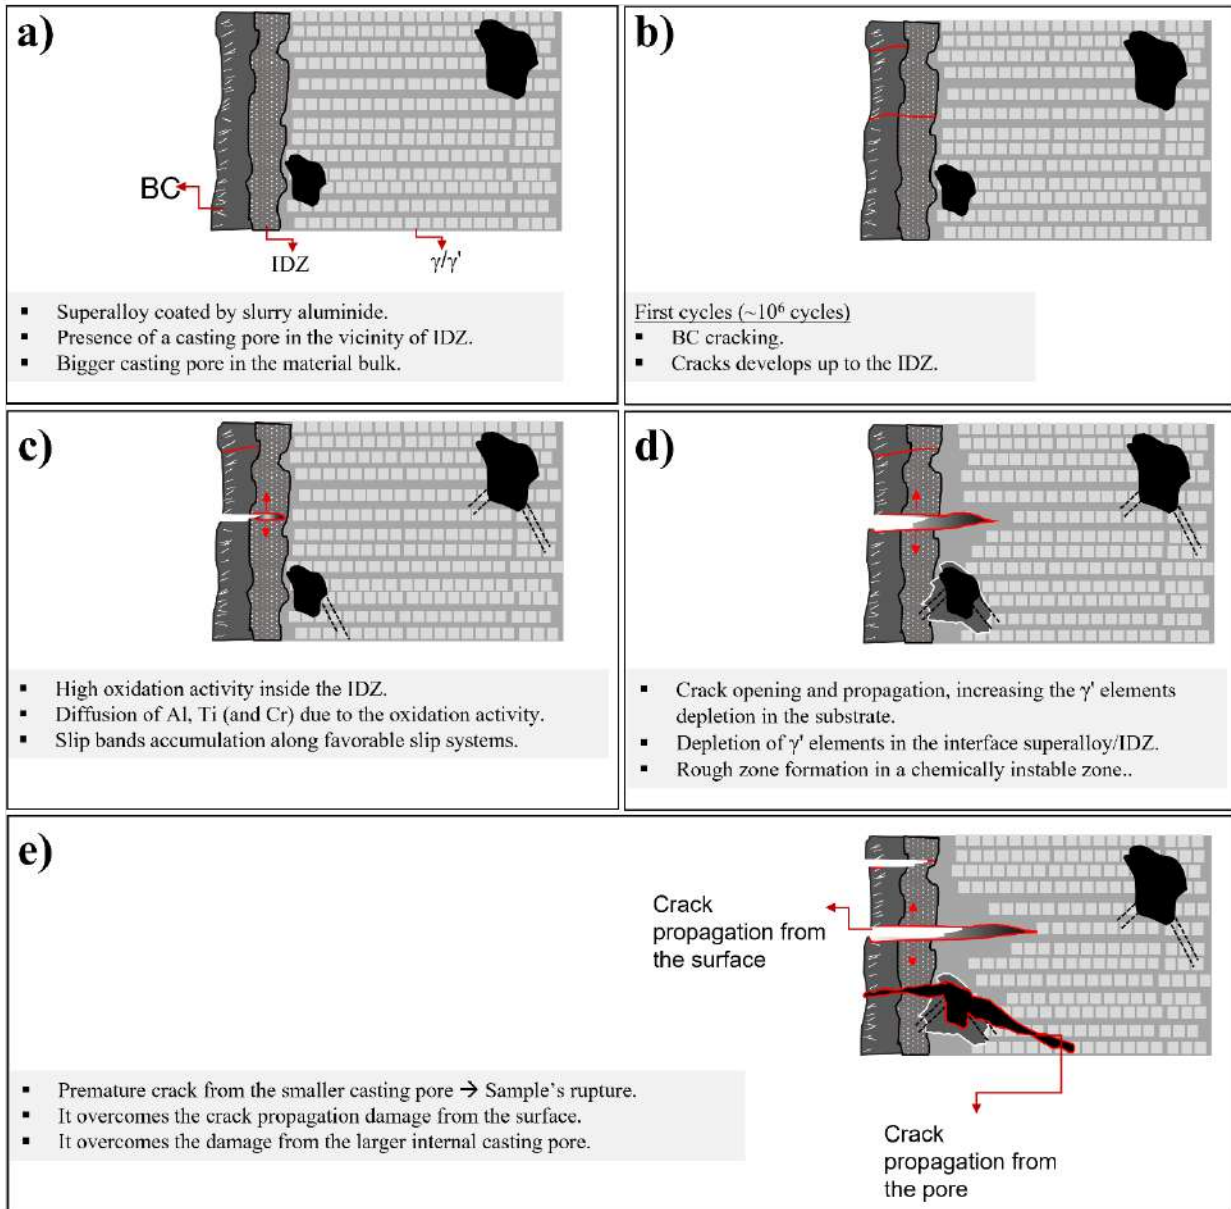 a)
BC
IDZ
γ/γ'
▪ Superalloy coated by slurry aluminide.
▪ Presence of a casting pore in the vicinity of IDZ.
▪ Bigger casting pore in the material bulk.
b)
First cycles (~10⁶ cycles)
▪ BC cracking.
▪ Cracks develops up to the IDZ.
c)
▪ High oxidation activity inside the IDZ.
▪ Diffusion of Al, Ti (and Cr) due to the oxidation activity.
▪ Slip bands accumulation along favorable slip systems.
d)
▪ Crack opening and propagation, increasing the γ' elements
depletion in the substrate.
▪ Depletion of γ' elements in the interface superalloy/IDZ.
▪ Rough zone formation in a chemically instable zone..
e)
Crack
propagation from
the surface
▪ Premature crack from the smaller casting pore → Sample's rupture.
▪ It overcomes the crack propagation damage from the surface.
▪ It overcomes the damage from the larger internal casting pore.
Crack
propagation from
the pore